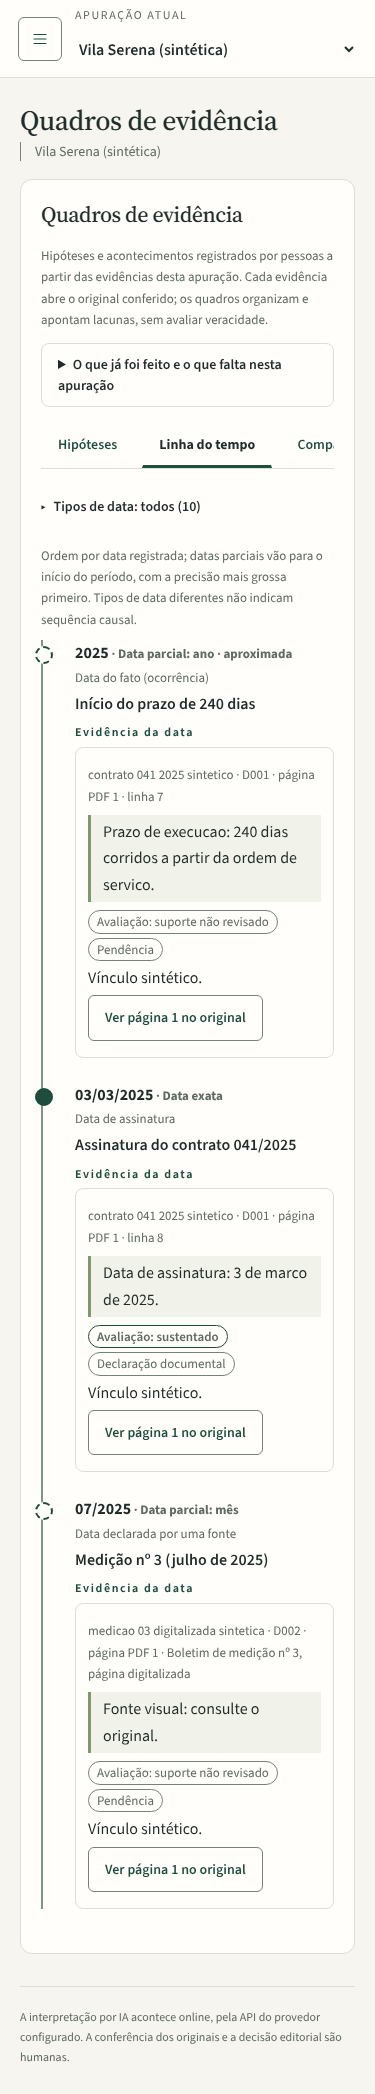 APURAÇÃO ATUAL
Vila Serena (sintética)
Quadros de evidência
Vila Serena (sintética)
Quadros de evidência
Hipóteses e acontecimentos registrados por pessoas a
partir das evidências desta apuração. Cada evidência
abre o original conferido; os quadros organizam e
apontam lacunas, sem avaliar veracidade.
O que já foi feito e o que falta nesta
apuração
Hipóteses
Linha do tempo
Tipos de data: todos (10)
Ordem por data registrada; datas parciais vão para o
início do período, com a precisão mais grossa
primeiro. Tipos de data diferentes não indicam
sequência causal.
2025 · Data parcial: ano · aproximada
Data do fato (ocorrência)
Início do prazo de 240 dias
Evidência da data
contrato 041 2025 sintetico · D001 · página
PDF 1 · linha 7
Prazo de execucao: 240 dias
corridos a partir da ordem de
servico.
Avaliação: suporte não revisado
Pendência
Vínculo sintético.
Ver página 1 no original
03/03/2025 · Data exata
Data de assinatura
Assinatura do contrato 041/2025
Evidência da data
contrato 041 2025 sintetico · D001 · página
PDF 1 · linha 8
Data de assinatura: 3 de marco
de 2025.
Avaliação: sustentado
Declaração documental
Vínculo sintético.
Ver página 1 no original
07/2025 · Data parcial: mês
Data declarada por uma fonte
Medição nº 3 (julho de 2025)
Evidência da data
medicao 03 digitalizada sintetica · D002 ·
página PDF 1 · Boletim de medição nº 3,
página digitalizada
Fonte visual: consulte o
original.
Avaliação: suporte não revisado
Pendência
Vínculo sintético.
Ver página 1 no original
A interpretação por IA acontece online, pela API do provedor
configurado. A conferência dos originais e a decisão editorial são
humanas.